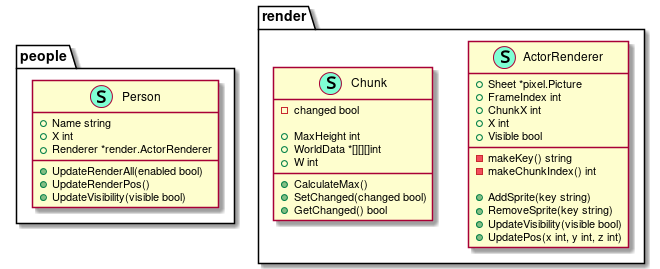 people
S Person
Name string
X int
Renderer *render.ActorRenderer
UpdateRenderAll(enabled bool)
UpdateRenderPos()
UpdateVisibility(visible bool)
render
S Chunk
changed bool
MaxHeight int
WorldData *[][][]int
W int
CalculateMax()
SetChanged(changed bool)
GetChanged() bool
S ActorRenderer
Sheet *pixel.Picture
FrameIndex int
ChunkX int
X int
Visible bool
makeKey() string
makeChunkIndex() int
AddSprite(key string)
RemoveSprite(key string)
UpdateVisibility(visible bool)
UpdatePos(x int, y int, z int)